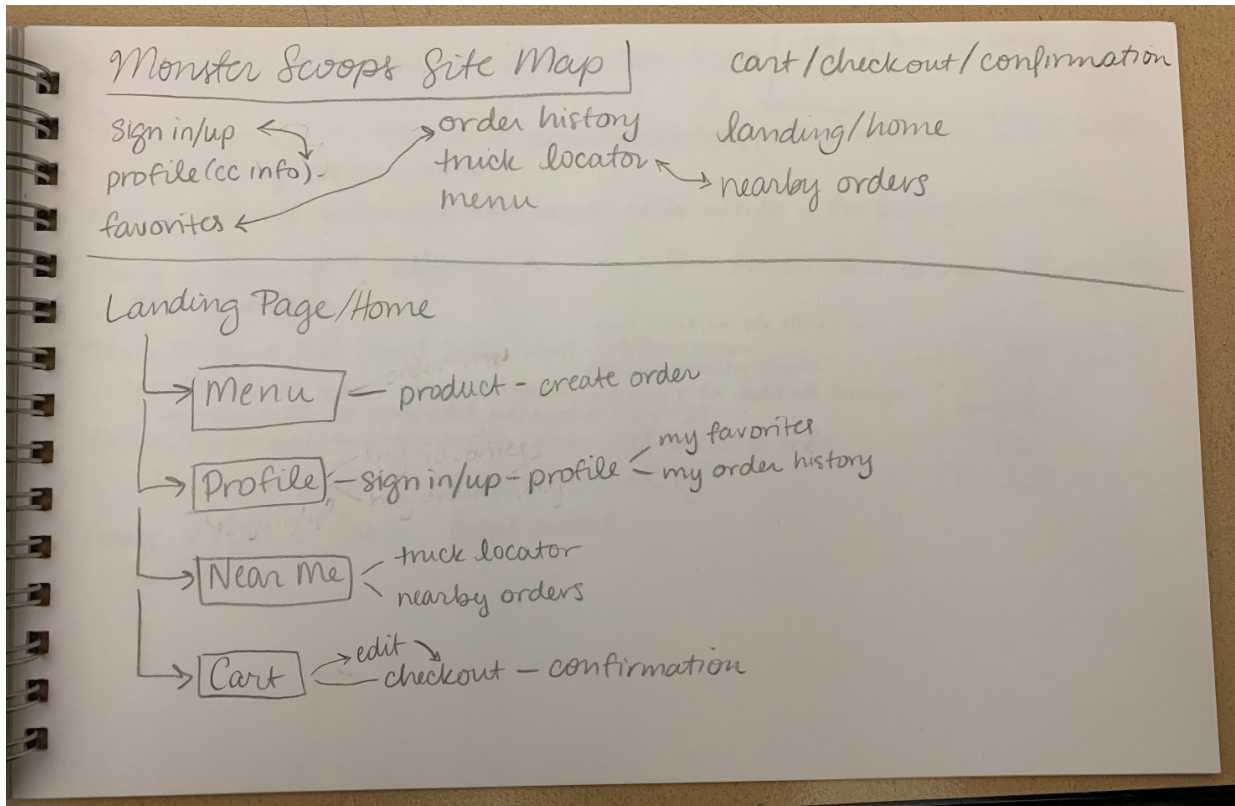 Monster Scoops Site Map
cart/checkout/confirmation
sign in/up
profile (cc info)
favorites
order history
truck locator
menu
landing/home
nearby orders
Landing Page/Home
Menu - product - create order
Profile - sign in/up - profile
my favorites
my order history
Near Me
truck locator
nearby orders
Cart
edit
checkout - confirmation